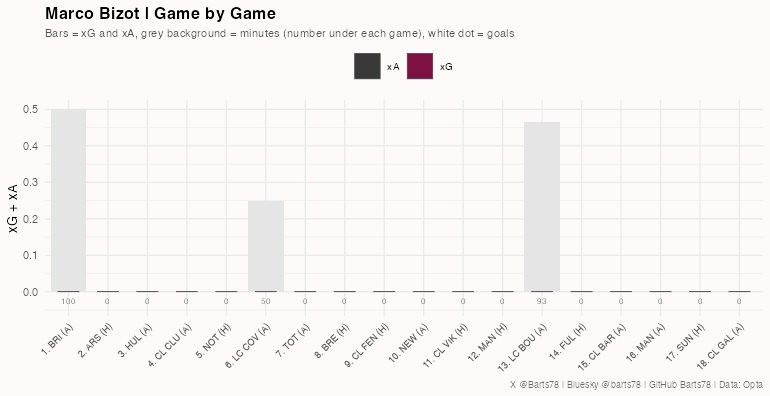 Marco Bizot | Game by Game
Bars = xG and xA, grey background = minutes (number under each game), white dot = goals
xA
xG
xG + xA
0.5
0.4
0.3
0.2
0.1
0.0
100 0 0 0 0 50 0 0 0 0 0 0 93 0 0 0 0 0
1. BRI (A)
2. ARS (H)
3. HUL (A)
4. CL CLU (A)
5. NOT (H)
6. LC COV (A)
7. TOT (A)
8. BRE (H)
9. CL FEN (H)
10. NEW (A)
11. CL VIK (H)
12. MAN (H)
13. LC BOU (A)
14. FUL (H)
15. CL BAR (A)
16. MAN (A)
17. SUN (H)
18. CL GAL (A)
X @Barts78 | Bluesky @barts78 | GitHub Barts78 | Data: Opta